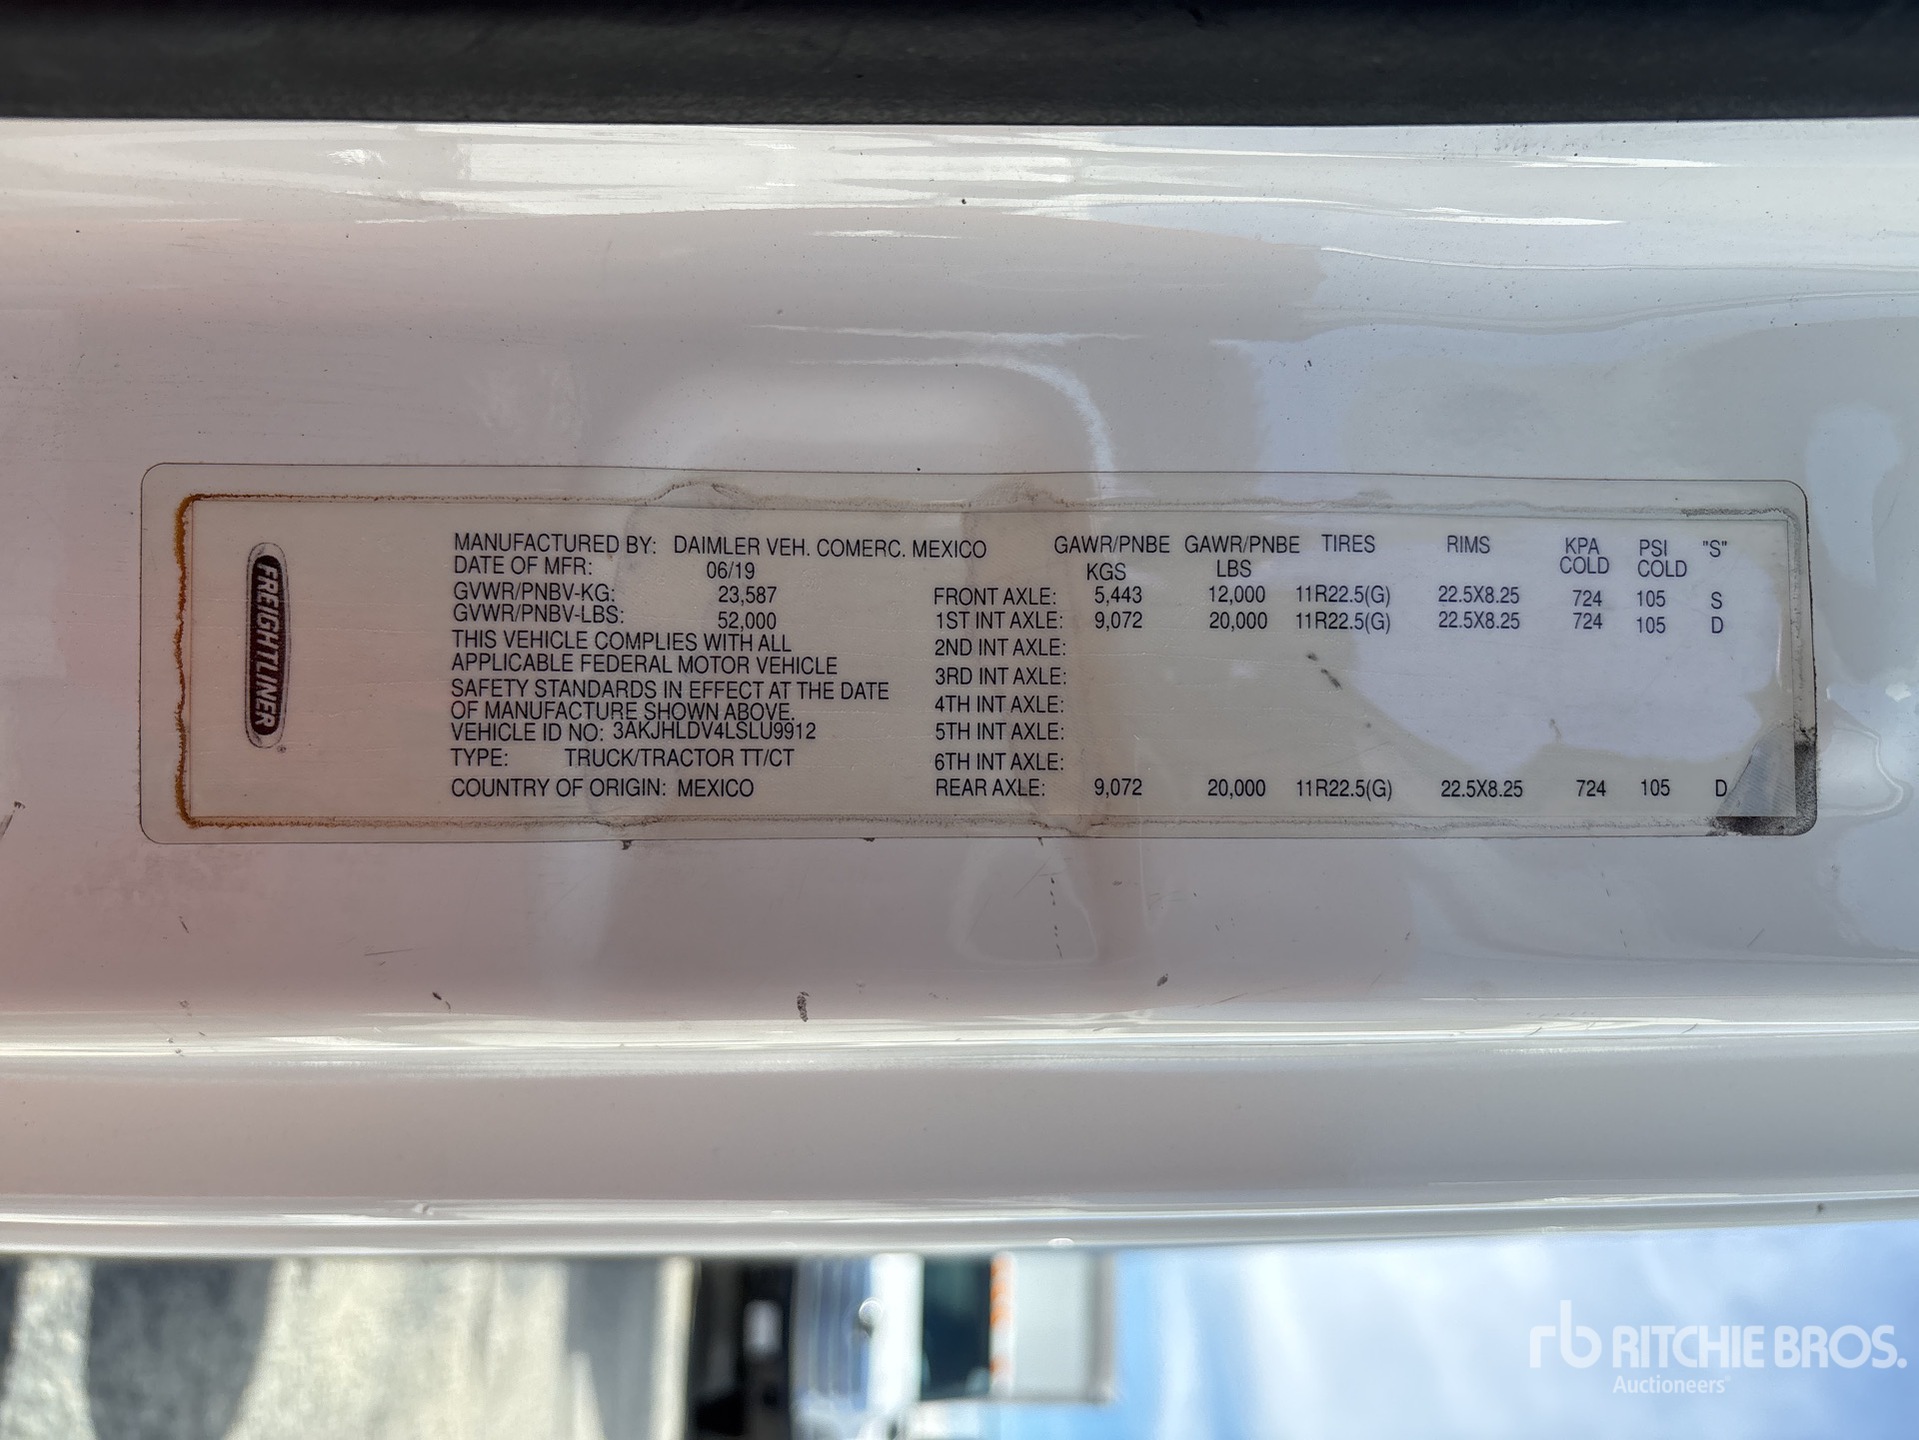 FREIGHTLINER
MANUFACTURED BY: DAIMLER VEH. COMERC. MEXICO
DATE OF MFR: 06/19
GVWR/PNBV-KG: 23,587
GVWR/PNBV-LBS: 52,000
THIS VEHICLE COMPLIES WITH ALL
APPLICABLE FEDERAL MOTOR VEHICLE
SAFETY STANDARDS IN EFFECT AT THE DATE
OF MANUFACTURE SHOWN ABOVE.
VEHICLE ID NO: 3AKJHLDV4LSLU9912
TYPE: TRUCK/TRACTOR TT/CT
COUNTRY OF ORIGIN: MEXICO
GAWR/PNBE GAWR/PNBE TIRES RIMS KPA PSI "S"
KGS LBS COLD COLD
FRONT AXLE: 5,443 12,000 11R22.5(G) 22.5X8.25 724 105 S
1ST INT AXLE: 9,072 20,000 11R22.5(G) 22.5X8.25 724 105 D
2ND INT AXLE:
3RD INT AXLE:
4TH INT AXLE:
5TH INT AXLE:
6TH INT AXLE:
REAR AXLE: 9,072 20,000 11R22.5(G) 22.5X8.25 724 105 D
rb RITCHIE BROS.
Auctioneers